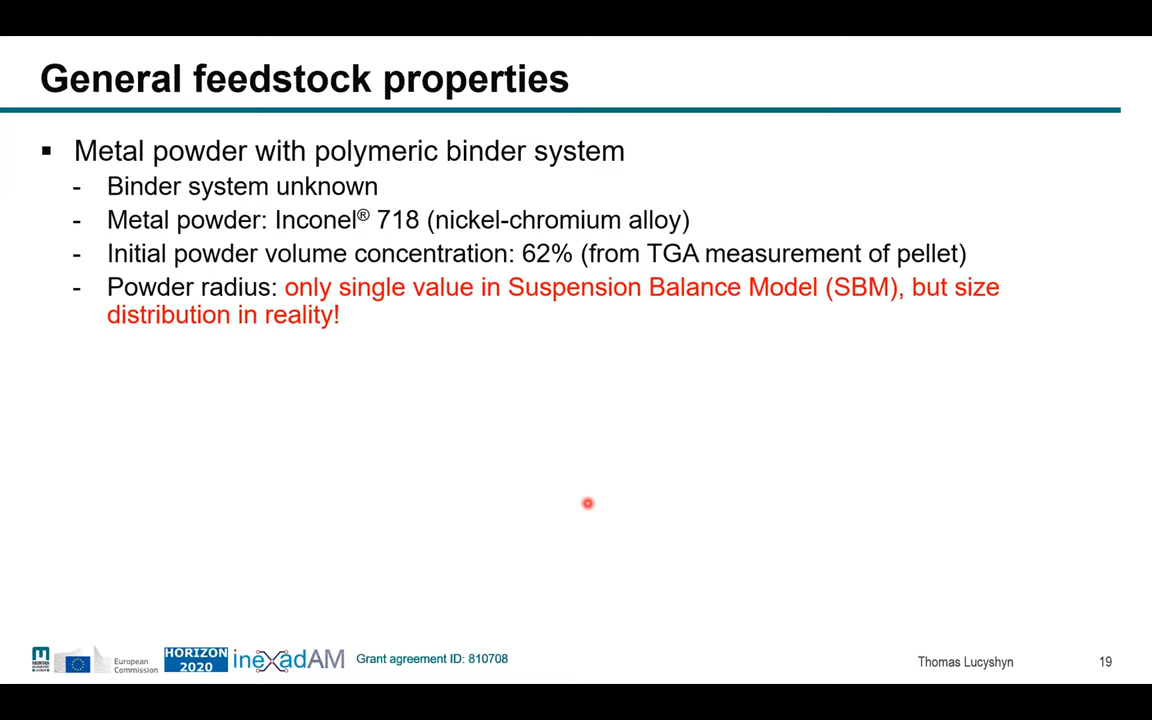 General feedstock properties
▪ Metal powder with polymeric binder system
- Binder system unknown
- Metal powder: Inconel® 718 (nickel-chromium alloy)
- Initial powder volume concentration: 62% (from TGA measurement of pellet)
- Powder radius: only single value in Suspension Balance Model (SBM), but size
distribution in reality!
European
Commission
HORIZON
2020
inexadAM
Grant agreement ID: 810708
Thomas Lucyshyn
19